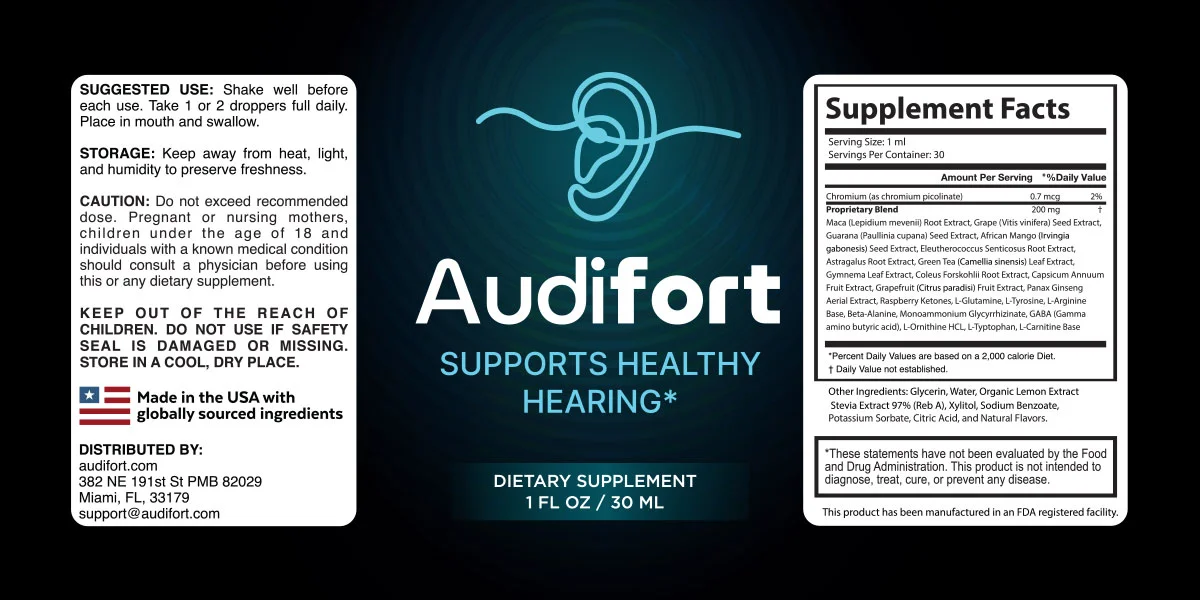 SUGGESTED USE: Shake well before
each use. Take 1 or 2 droppers full daily.
Place in mouth and swallow.
STORAGE: Keep away from heat, light,
and humidity to preserve freshness.
CAUTION: Do not exceed recommended
dose. Pregnant or nursing mothers,
children under the age of 18 and
individuals with a known medical condition
should consult a physician before using
this or any dietary supplement.
KEEP OUT OF THE REACH OF
CHILDREN. DO NOT USE IF SAFETY
SEAL IS DAMAGED OR MISSING.
STORE IN A COOL, DRY PLACE.
Made in the USA with
globally sourced ingredients
DISTRIBUTED BY:
audifort.com
382 NE 191st St PMB 82029
Miami, FL, 33179
support@audifort.com
Audifort
SUPPORTS HEALTHY
HEARING*
DIETARY SUPPLEMENT
1 FL OZ / 30 ML
Supplement Facts
Serving Size: 1 ml
Servings Per Container: 30
Amount Per Serving *%Daily Value
Chromium (as chromium picolinate) 0.7 mcg 2%
Proprietary Blend 200 mg †
Maca (Lepidium mevenii) Root Extract, Grape (Vitis vinifera) Seed Extract,
Guarana (Paullinia cupana) Seed Extract, African Mango (Irvingia
gabonesis) Seed Extract, Eleutherococcus Senticosus Root Extract,
Astragalus Root Extract, Green Tea (Camellia sinensis) Leaf Extract,
Gymnema Leaf Extract, Coleus Forskohlii Root Extract, Capsicum Annuum
Fruit Extract, Grapefruit (Citrus paradisi) Fruit Extract, Panax Ginseng
Aerial Extract, Raspberry Ketones, L-Glutamine, L-Tyrosine, L-Arginine
Base, Beta-Alanine, Monoammonium Glycyrrhizinate, GABA (Gamma
amino butyric acid), L-Ornithine HCL, L-Typtophan, L-Carnitine Base
*Percent Daily Values are based on a 2,000 calorie Diet.
† Daily Value not established.
Other Ingredients: Glycerin, Water, Organic Lemon Extract
Stevia Extract 97% (Reb A), Xylitol, Sodium Benzoate,
Potassium Sorbate, Citric Acid, and Natural Flavors.
*These statements have not been evaluated by the Food
and Drug Administration. This product is not intended to
diagnose, treat, cure, or prevent any disease.
This product has been manufactured in an FDA registered facility.